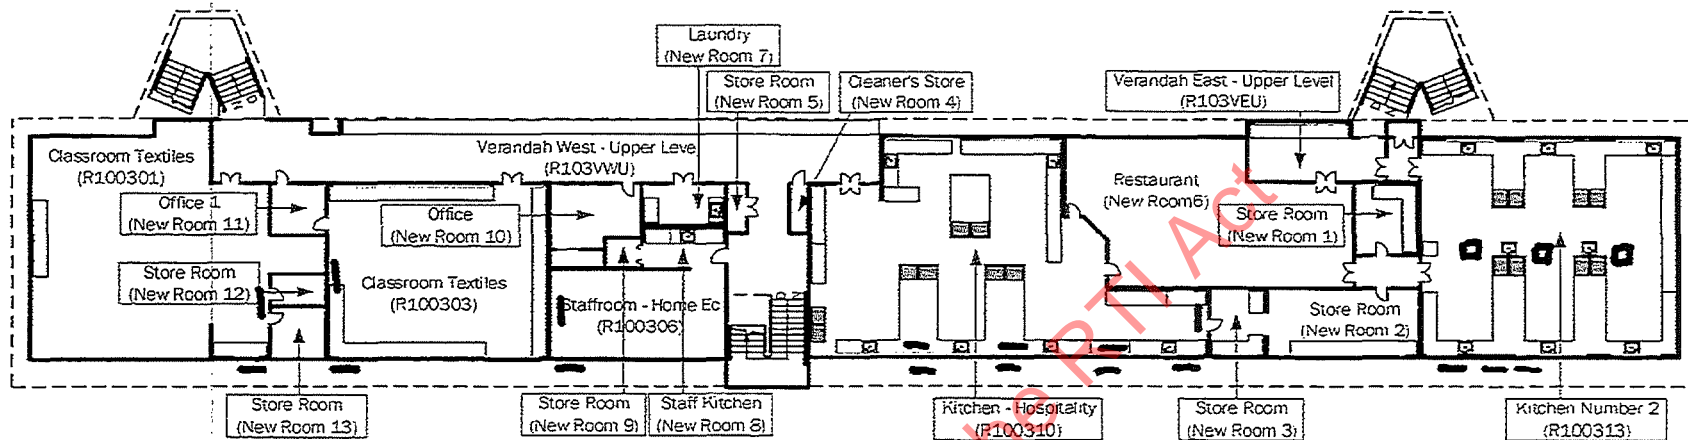 Laundry
(New Room 7)
Store Room
(New Room 5)
Cleaner's Store
(New Room 4)
Verandah East - Upper Level
(R103VEU)
Classroom Textiles
(R100301)
Verandah West - Upper Leve
(R103VWU)
Restaurant
(New Room6)
Office 1
(New Room 11)
Office
(New Room 10)
Store Room
(New Room 1)
Store Room
(New Room 12)
Classroom Textiles
(R100303)
Staffroom - Home Ec
(R100306)
Store Room
(New Room 2)
Store Room
(New Room 13)
Store Room
(New Room 9)
Staff Kitchen
(New Room 8)
Kitchen - Hospitality
(R100310)
Store Room
(New Room 3)
Kitchen Number 2
(R100313)
he RTI Act